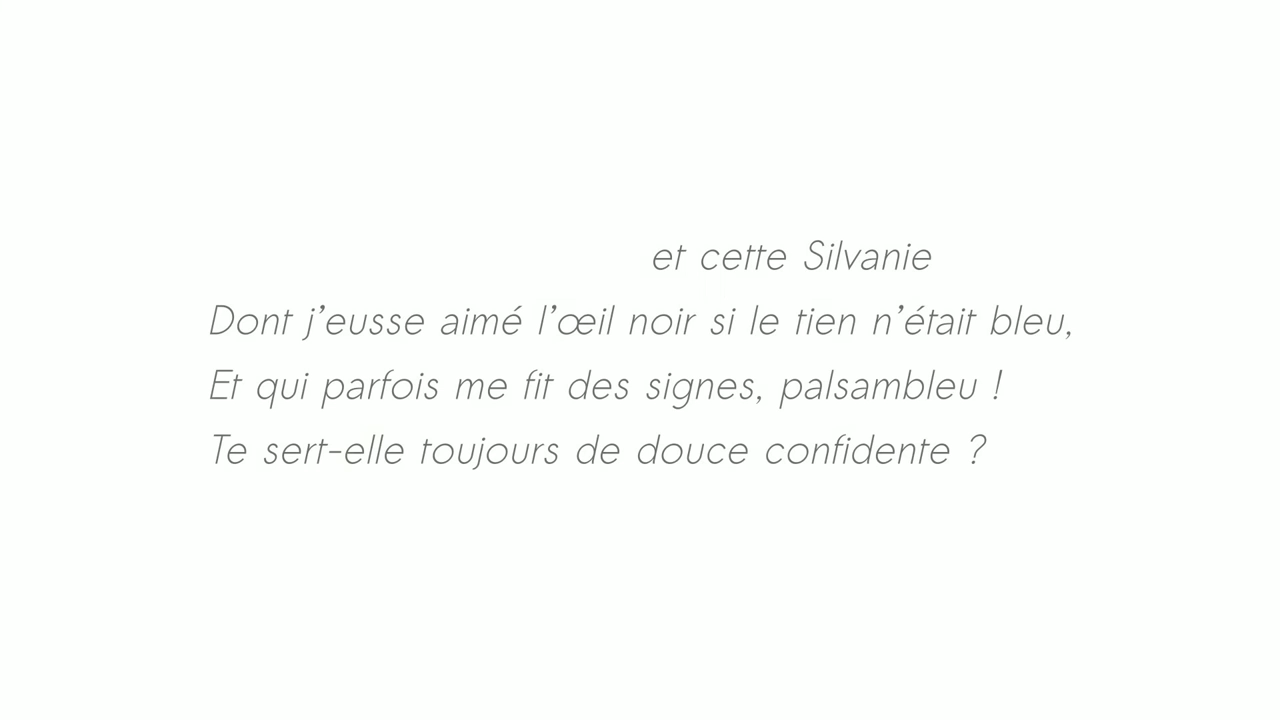 et cette Silvanie
Dont j’eusse aimé l’œil noir si le tien n’était bleu,
Et qui parfois me fit des signes, palsambleu !
Te sert-elle toujours de douce confidente ?